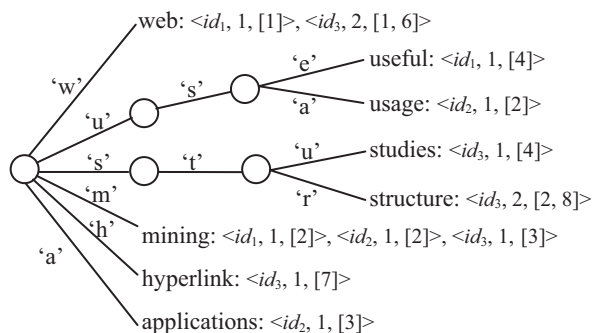 web: <id₁, 1, [1]>, <id₃, 2, [1, 6]>
‘w’
‘e’
useful: <id₁, 1, [4]>
‘s’
‘a’
usage: <id₂, 1, [2]>
‘u’
‘u’
studies: <id₃, 1, [4]>
‘s’
‘t’
‘r’
structure: <id₃, 2, [2, 8]>
‘m’
mining: <id₁, 1, [2]>, <id₂, 1, [2]>, <id₃, 1, [3]>
‘h’
‘a’
hyperlink: <id₃, 1, [7]>
applications: <id₂, 1, [3]>